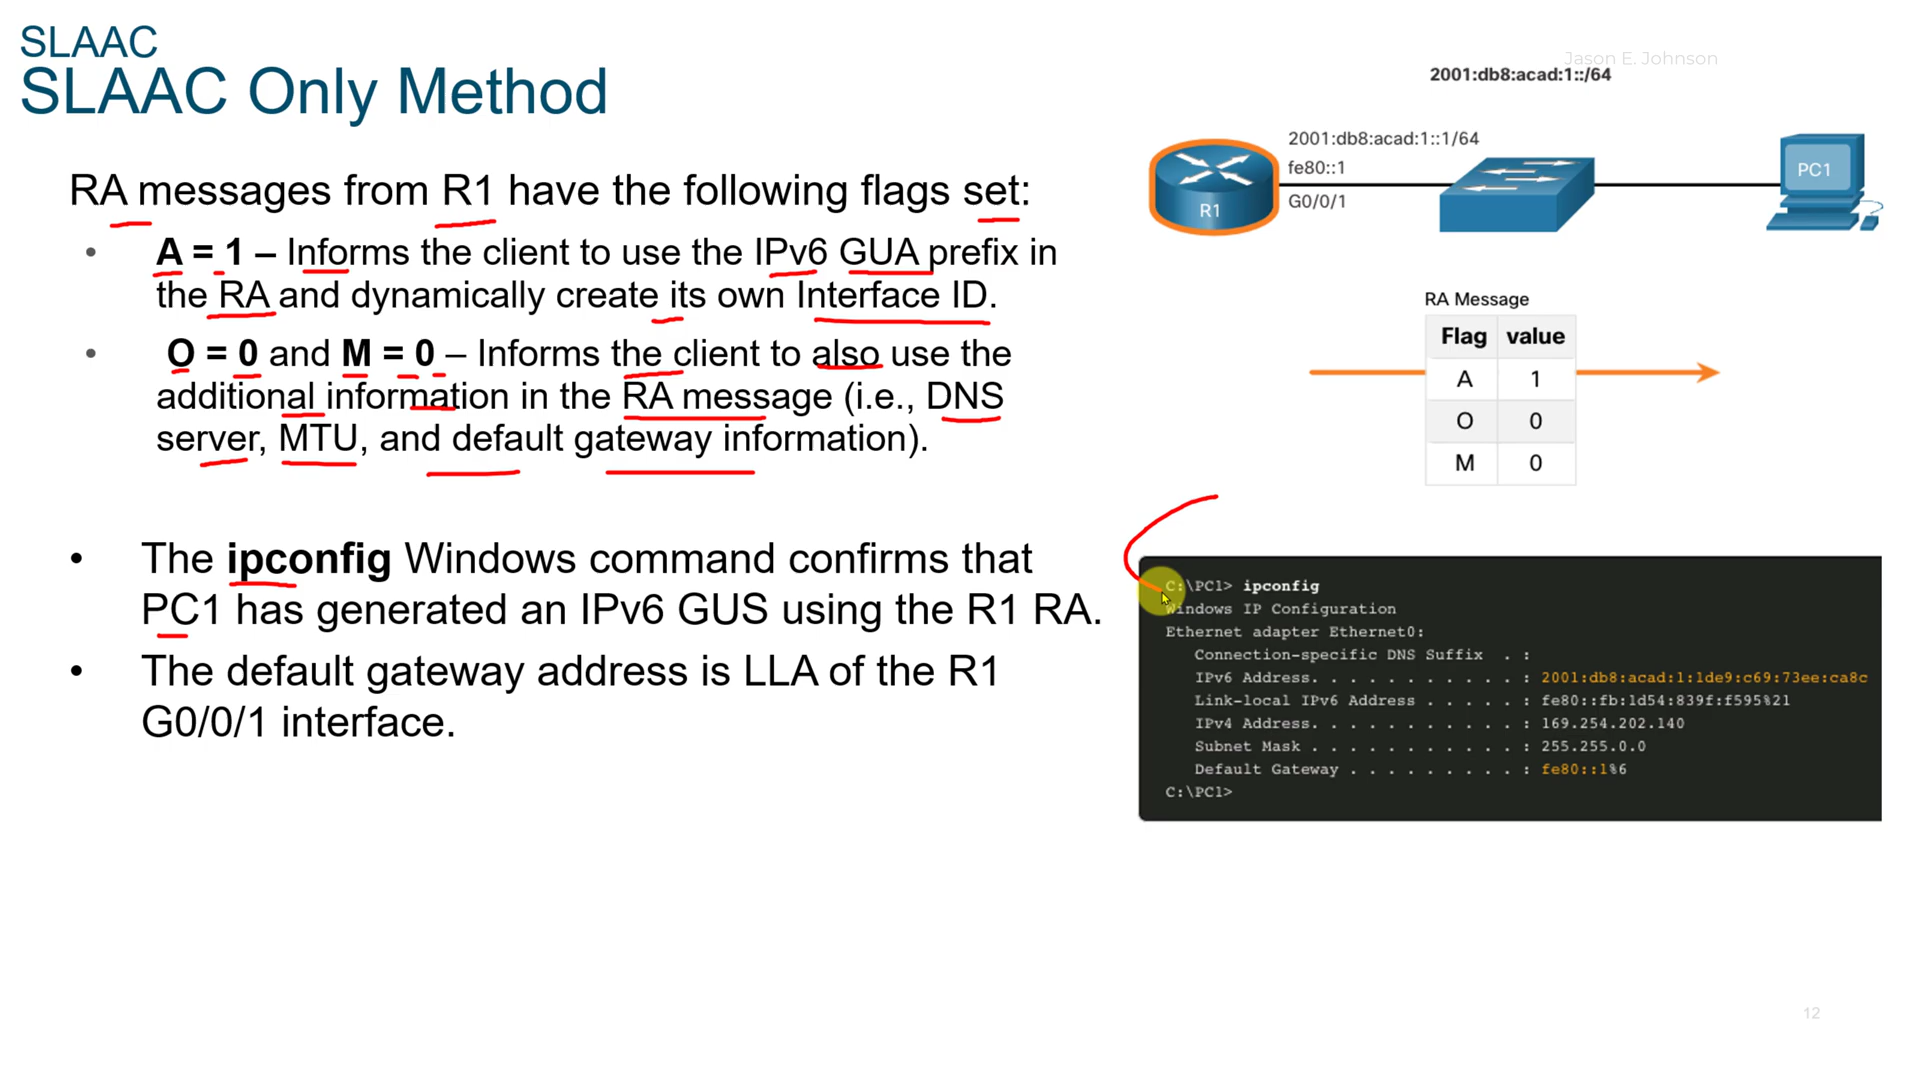 SLAAC
SLAAC Only Method
RA messages from R1 have the following flags set:
• A = 1 – Informs the client to use the IPv6 GUA prefix in
the RA and dynamically create its own Interface ID.
• O = 0 and M = 0 – Informs the client to also use the
additional information in the RA message (i.e., DNS
server, MTU, and default gateway information).
• The ipconfig Windows command confirms that
PC1 has generated an IPv6 GUS using the R1 RA.
• The default gateway address is LLA of the R1
G0/0/1 interface.
Jason E. Johnson
2001:db8:acad:1::/64
2001:db8:acad:1::1/64
fe80::1
G0/0/1
R1
PC1
RA Message
Flag value
A 1
O 0
M 0
C:\PC1> ipconfig
Windows IP Configuration
Ethernet adapter Ethernet0:
Connection-specific DNS Suffix . :
IPv6 Address. . . . . . . . . . . : 2001:db8:acad:1:1de9:c69:73ee:ca8c
Link-local IPv6 Address . . . . . : fe80::fb:1d54:839f:f595%21
IPv4 Address. . . . . . . . . . . : 169.254.202.140
Subnet Mask . . . . . . . . . . . : 255.255.0.0
Default Gateway . . . . . . . . . : fe80::1%6
C:\PC1>
12